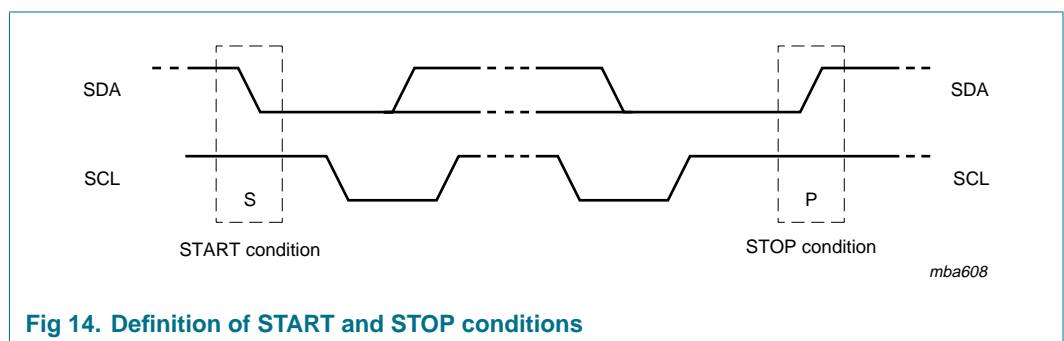 SDA
SDA
SCL
SCL
S
P
START condition
STOP condition
mba608
Fig 14. Definition of START and STOP conditions